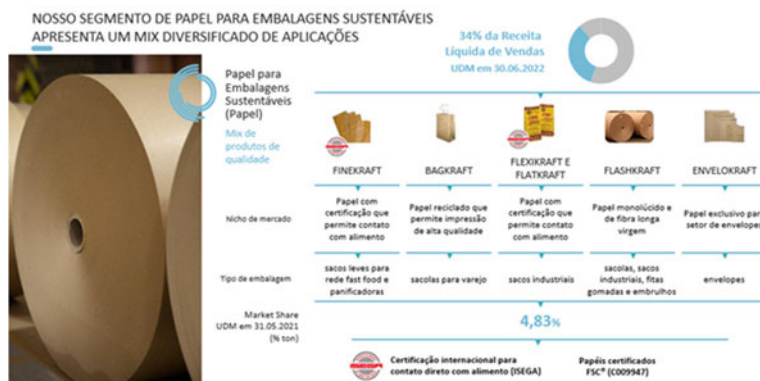 NOSSO SEGMENTO DE PAPEL PARA EMBALAGENS SUSTENTÁVEIS
APRESENTA UM MIX DIVERSIFICADO DE APLICAÇÕES
34% da Receita
Líquida de Vendas
UDM em 30.06.2022
Papel para
Embalagens
Sustentáveis
(Papel)
Mix de
produtos de
qualidade
FINEKRAFT
BAGKRAFT
FLEXIKRAFT E
FLATKRAFT
FLASHKRAFT
ENVELOKRAFT
Nicho de mercado
Papel com
certificação que
permite contato
com alimento
Papel reciclado que
permite impressão
de alta qualidade
Papel com
certificação que
permite contato
com alimento
Papel monolúcido e
de fibra longa
virgem
Papel exclusivo par
setor de envelopes
Tipo de embalagem
sacos leves para
rede fast food e
panificadoras
sacolas para varejo
sacos industriais
sacolas, sacos
industriais, fitas
gomadas e embrulhos
envelopes
Market Share
UDM em 31.05.2021
(% ton)
4,83%
ISEGA
Certificação internacional para
contato direto com alimento (ISEGA)
Papéis certificados
FSC® (C009947)